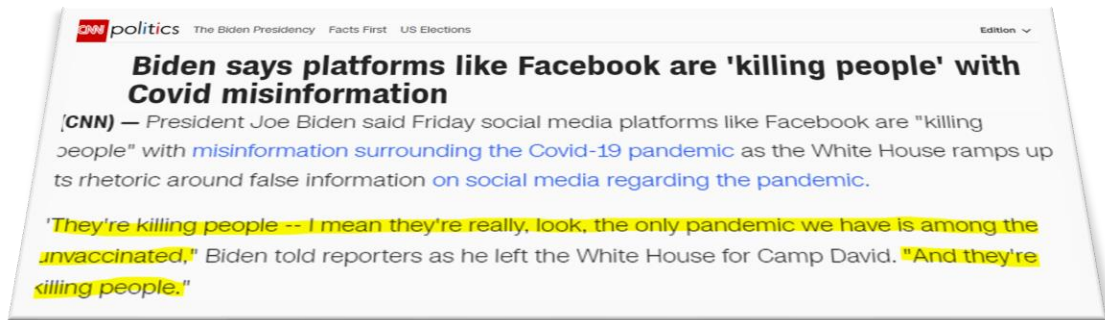 CNN politics The Biden Presidency Facts First US Elections Edition
Biden says platforms like Facebook are 'killing people' with
Covid misinformation
(CNN) — President Joe Biden said Friday social media platforms like Facebook are "killing
people" with misinformation surrounding the Covid-19 pandemic as the White House ramps up
ts rhetoric around false information on social media regarding the pandemic.
'They're killing people -- I mean they're really, look, the only pandemic we have is among the
unvaccinated," Biden told reporters as he left the White House for Camp David. "And they're
killing people."